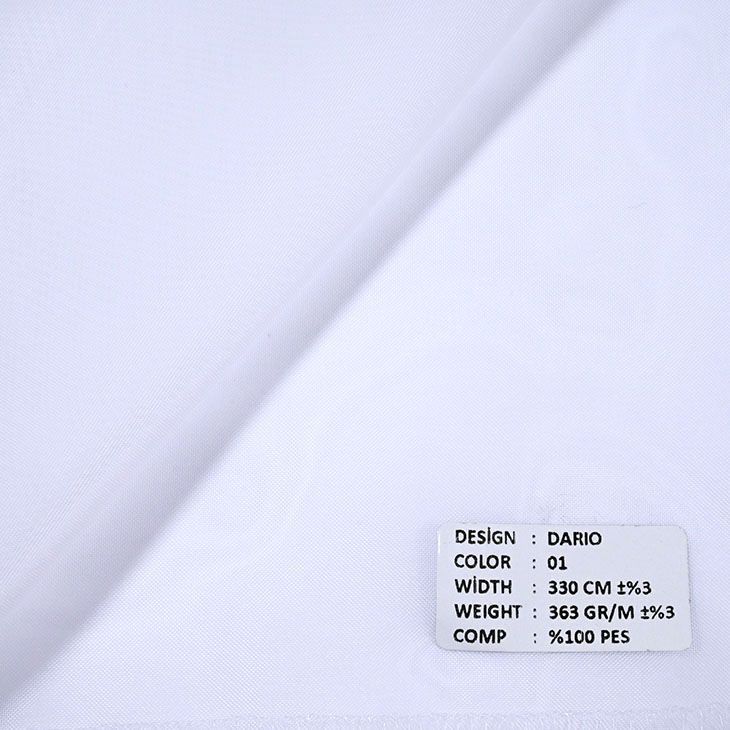 DESİGN : DARIO
COLOR : 01
WİDTH : 330 CM ±%3
WEIGHT : 363 GR/M ±%3
COMP : %100 PES